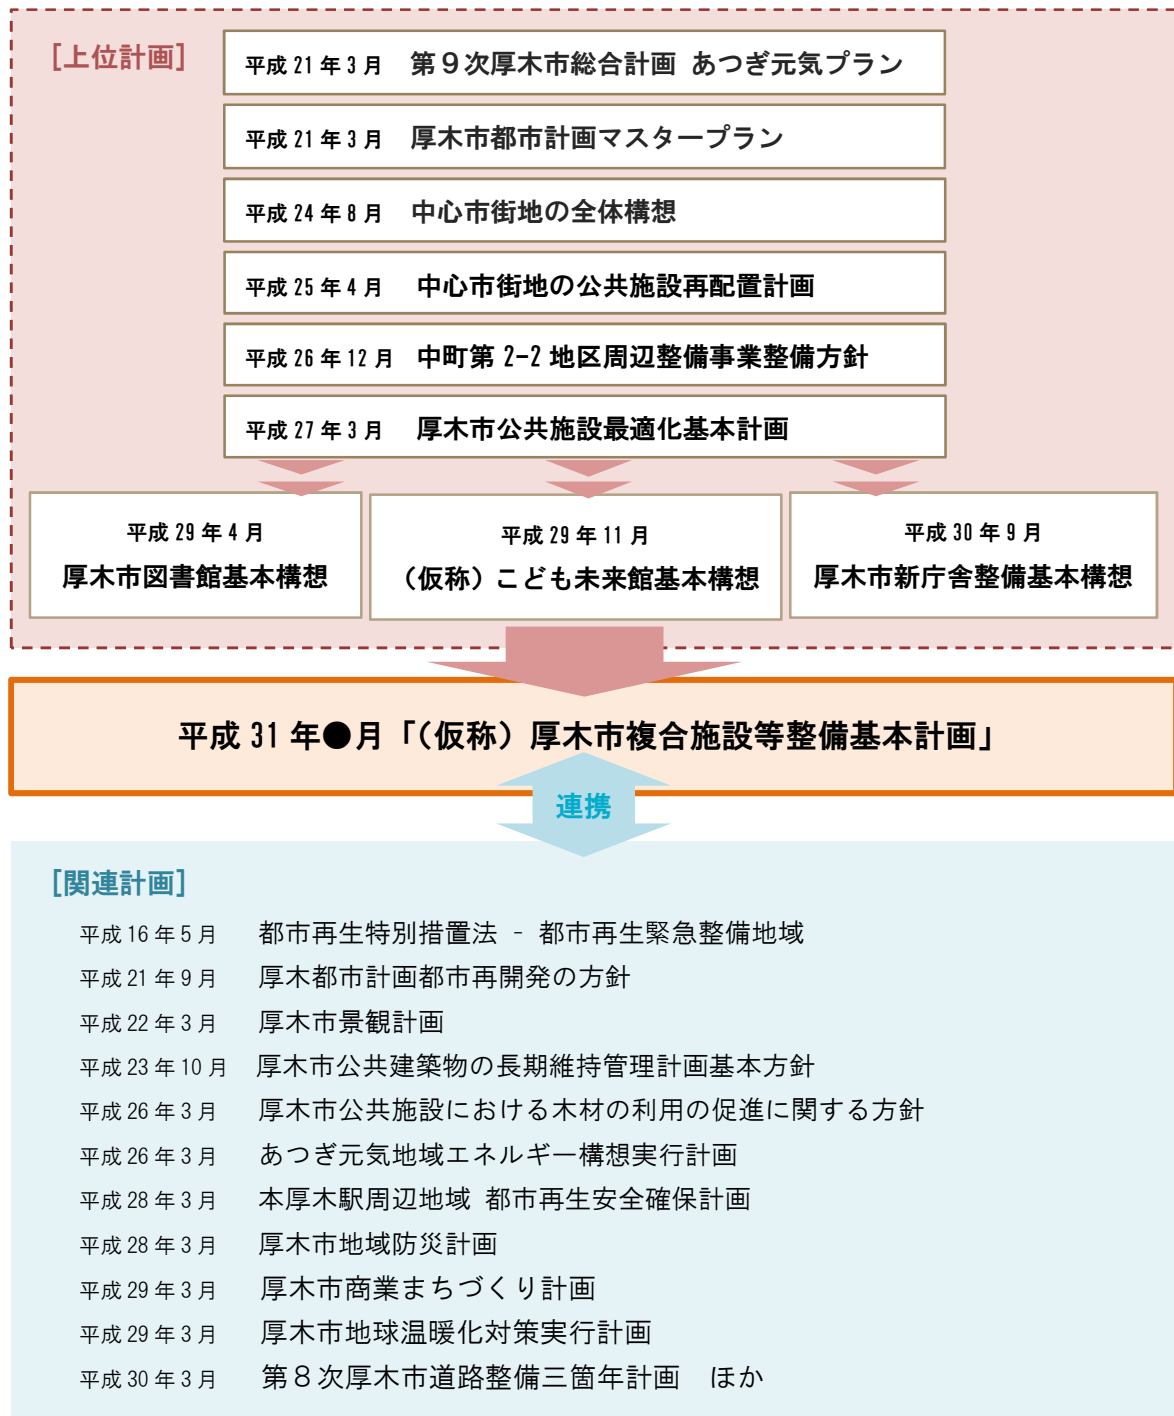 [上位計画]
平成 21 年 3 月 第９次厚木市総合計画 あつぎ元気プラン
平成 21 年 3 月 厚木市都市計画マスタープラン
平成 24 年 8 月 中心市街地の全体構想
平成 25 年 4 月 中心市街地の公共施設再配置計画
平成 26 年 12 月 中町第 2-2 地区周辺整備事業整備方針
平成 27 年 3 月 厚木市公共施設最適化基本計画
平成 29 年 4 月
厚木市図書館基本構想
平成 29 年 11 月
（仮称）こども未来館基本構想
平成 30 年 9 月
厚木市新庁舎整備基本構想
平成 31 年●月「（仮称）厚木市複合施設等整備基本計画」
連携
[関連計画]
平成 16 年 5 月 都市再生特別措置法 - 都市再生緊急整備地域
平成 21 年 9 月 厚木都市計画都市再開発の方針
平成 22 年 3 月 厚木市景観計画
平成 23 年 10 月 厚木市公共建築物の長期維持管理計画基本方針
平成 26 年 3 月 厚木市公共施設における木材の利用の促進に関する方針
平成 26 年 3 月 あつぎ元気地域エネルギー構想実行計画
平成 28 年 3 月 本厚木駅周辺地域 都市再生安全確保計画
平成 28 年 3 月 厚木市地域防災計画
平成 29 年 3 月 厚木市商業まちづくり計画
平成 29 年 3 月 厚木市地球温暖化対策実行計画
平成 30 年 3 月 第８次厚木市道路整備三箇年計画　ほか